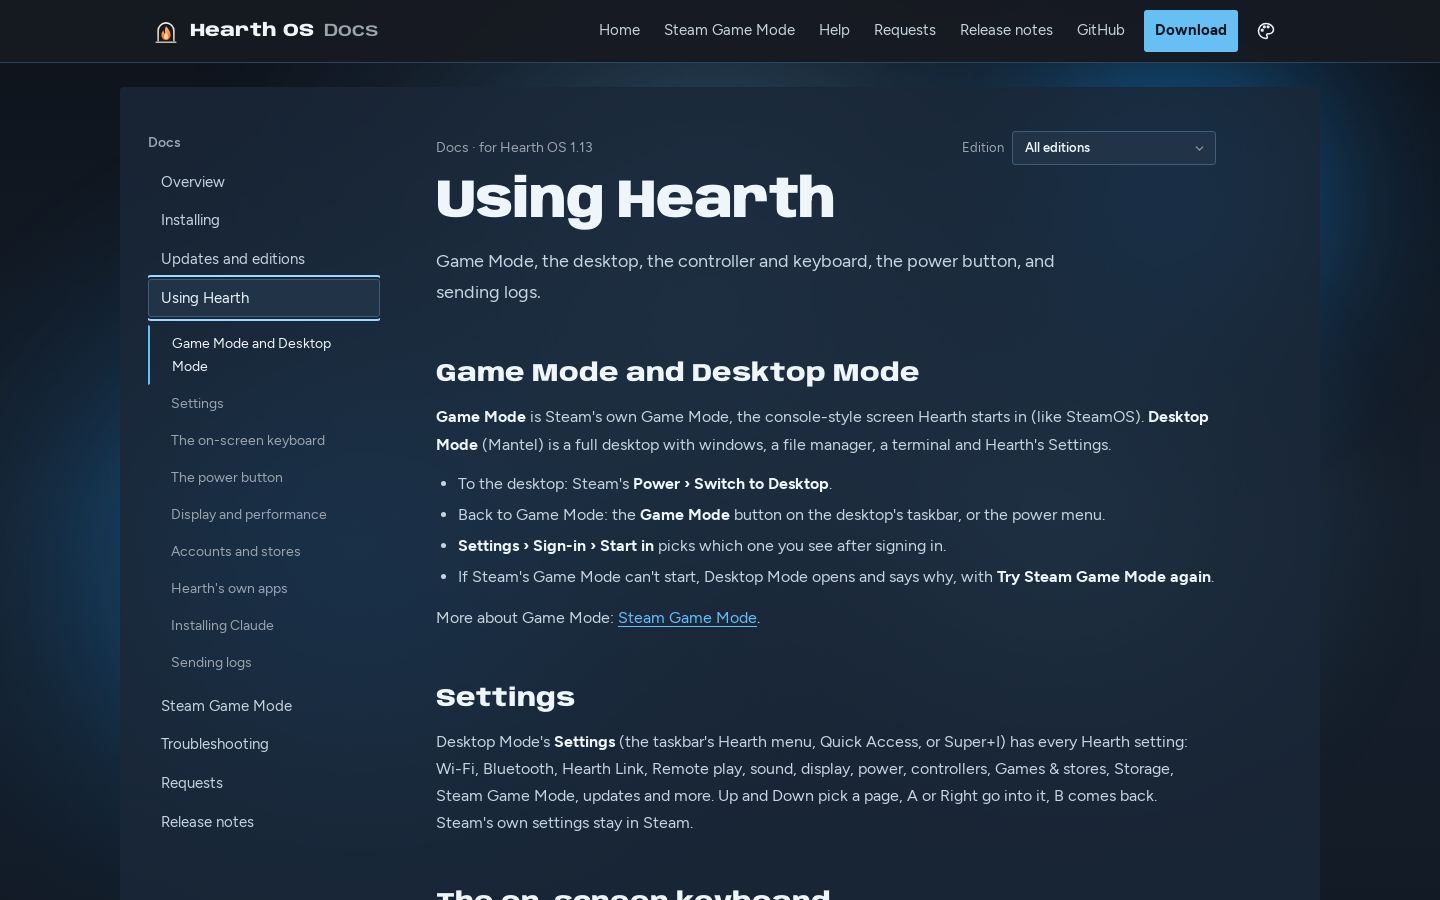 Hearth OS Docs
Home
Steam Game Mode
Help
Requests
Release notes
GitHub
Download
Docs
Overview
Installing
Updates and editions
Using Hearth
Game Mode and Desktop
Mode
Settings
The on-screen keyboard
The power button
Display and performance
Accounts and stores
Hearth's own apps
Installing Claude
Sending logs
Steam Game Mode
Troubleshooting
Requests
Release notes
Docs · for Hearth OS 1.13
Edition
All editions
Using Hearth
Game Mode, the desktop, the controller and keyboard, the power button, and
sending logs.
Game Mode and Desktop Mode
Game Mode is Steam's own Game Mode, the console-style screen Hearth starts in (like SteamOS). Desktop
Mode (Mantel) is a full desktop with windows, a file manager, a terminal and Hearth's Settings.
• To the desktop: Steam's Power › Switch to Desktop.
• Back to Game Mode: the Game Mode button on the desktop's taskbar, or the power menu.
• Settings › Sign-in › Start in picks which one you see after signing in.
• If Steam's Game Mode can't start, Desktop Mode opens and says why, with Try Steam Game Mode again.
More about Game Mode: Steam Game Mode.
Settings
Desktop Mode's Settings (the taskbar's Hearth menu, Quick Access, or Super+I) has every Hearth setting:
Wi-Fi, Bluetooth, Hearth Link, Remote play, sound, display, power, controllers, Games & stores, Storage,
Steam Game Mode, updates and more. Up and Down pick a page, A or Right go into it, B comes back.
Steam's own settings stay in Steam.
The on-screen keyboard